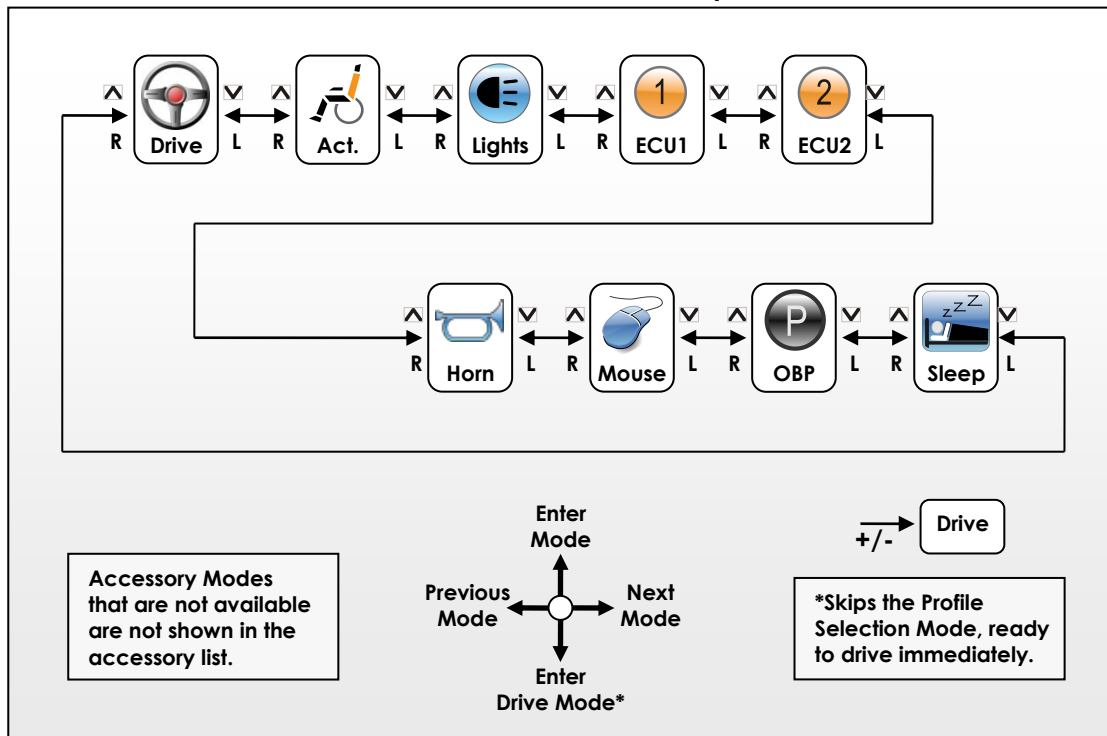 R Drive L R Act. L R Lights L R ECU1 1 L R ECU2 2 L
R Horn L R Mouse L R OBP P L R Sleep z z z L
Enter
Mode
Previous
Mode
Next
Mode
Enter
Drive Mode*
+/-
Drive
Accessory Modes
that are not available
are not shown in the
accessory list.
*Skips the Profile
Selection Mode, ready
to drive immediately.